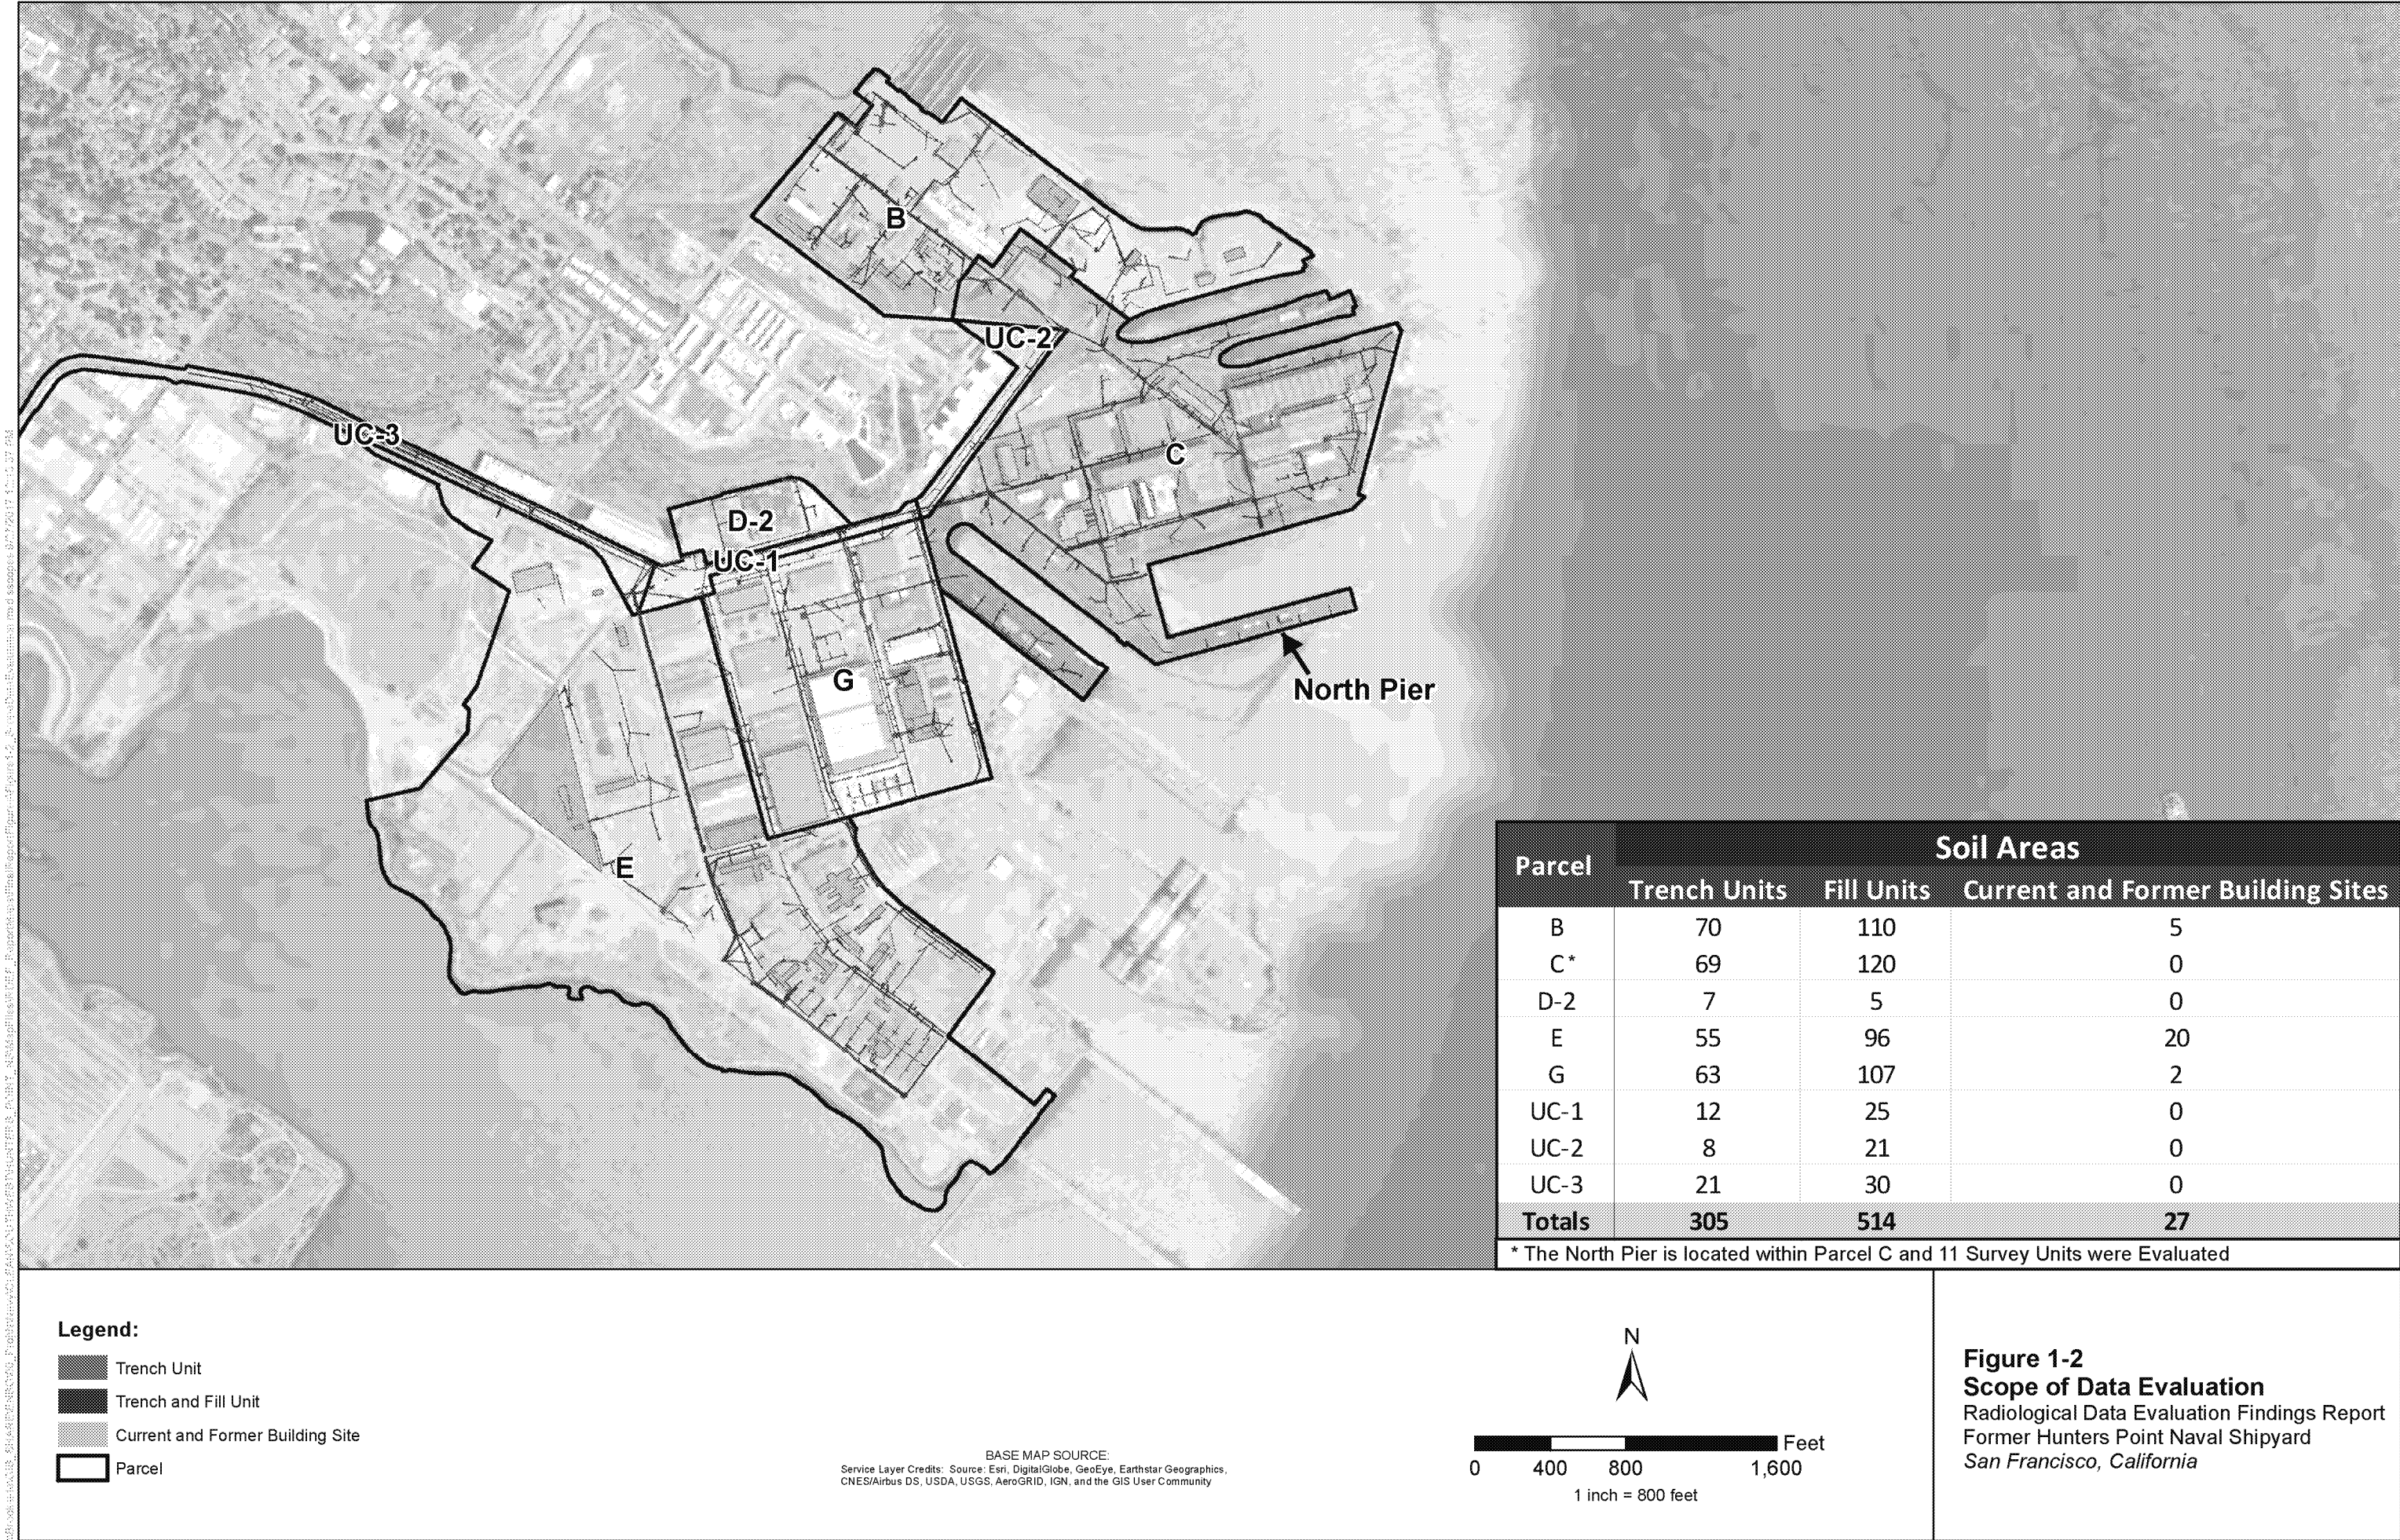 B
UC-2
UC-3
C
D-2
UC-1
G
North Pier
E
Parcel Soil Areas
Trench Units Fill Units Current and Former Building Sites
B 70 110 5
C* 69 120 0
D-2 7 5 0
E 55 96 20
G 63 107 2
UC-1 12 25 0
UC-2 8 21 0
UC-3 21 30 0
Totals 305 514 27
* The North Pier is located within Parcel C and 11 Survey Units were Evaluated
Legend:
Trench Unit
Trench and Fill Unit
Current and Former Building Site
Parcel
BASE MAP SOURCE:
Service Layer Credits: Source: Esri, DigitalGlobe, GeoEye, Earthstar Geographics,
CNES/Airbus DS, USDA, USGS, AeroGRID, IGN, and the GIS User Community
N
Feet
0 400 800 1,600
1 inch = 800 feet
Figure 1-2
Scope of Data Evaluation
Radiological Data Evaluation Findings Report
Former Hunters Point Naval Shipyard
San Francisco, California